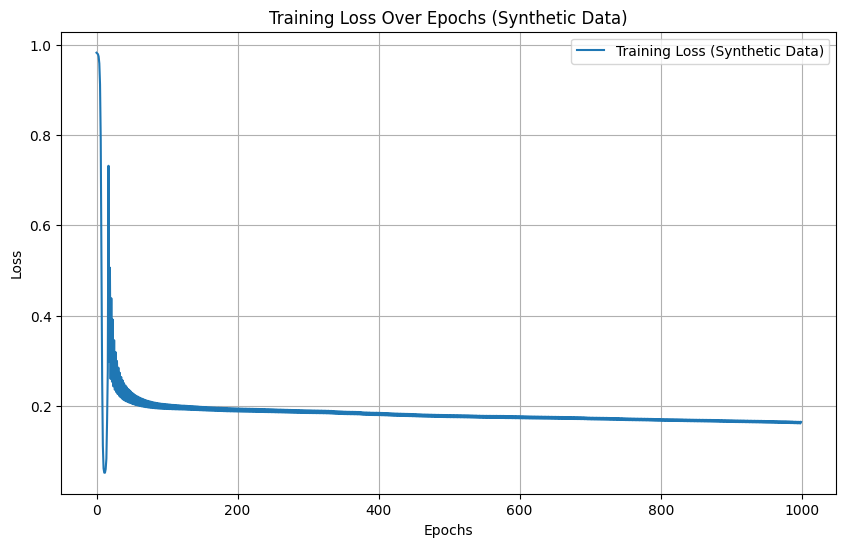 Training Loss Over Epochs (Synthetic Data)
Training Loss (Synthetic Data)
1.0
0.8
0.6
0.4
0.2
Loss
0 200 400 600 800 1000
Epochs